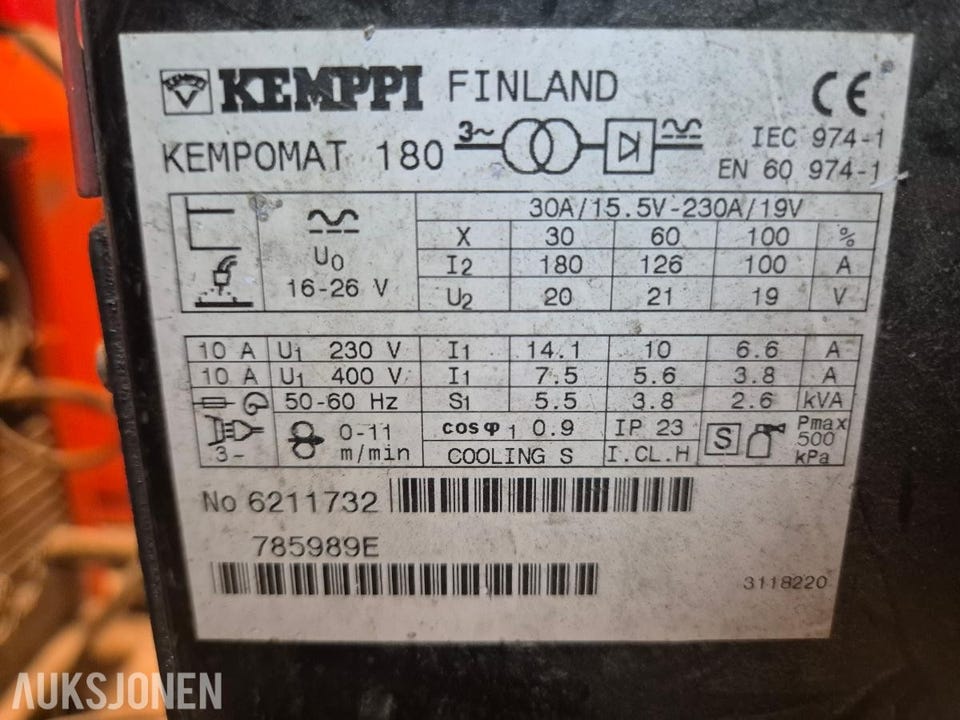 KEMPPI FINLAND CE
KEMPOMAT 180 3~ IEC 974-1
EN 60 974-1
30A/15.5V-230A/19V
X 30 60 100 %
U0 I2 180 126 100 A
16-26 V U2 20 21 19 V
10 A U1 230 V I1 14.1 10 6.6 A
10 A U1 400 V I1 7.5 5.6 3.8 A
50-60 Hz S1 5.5 3.8 2.6 kVA
3~ 0-11 m/min cosφ1 0.9 IP 23 S Pmax 500 kPa
COOLING S I.CL.H
No 6211732
785989E
3118220
AUKSJONEN